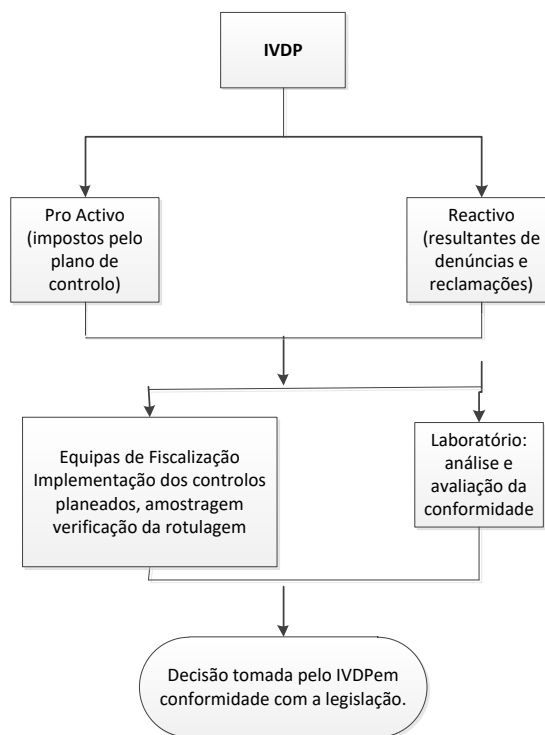 IVDP
Pro Activo
(impostos pelo
plano de
controlo)
Reactivo
(resultantes de
denúncias e
reclamações)
Equipas de Fiscalização
Implementação dos controlos
planeados, amostragem
verificação da rotulagem
Laboratório:
análise e
avaliação da
conformidade
Decisão tomada pelo IVDPem
conformidade com a legislação.